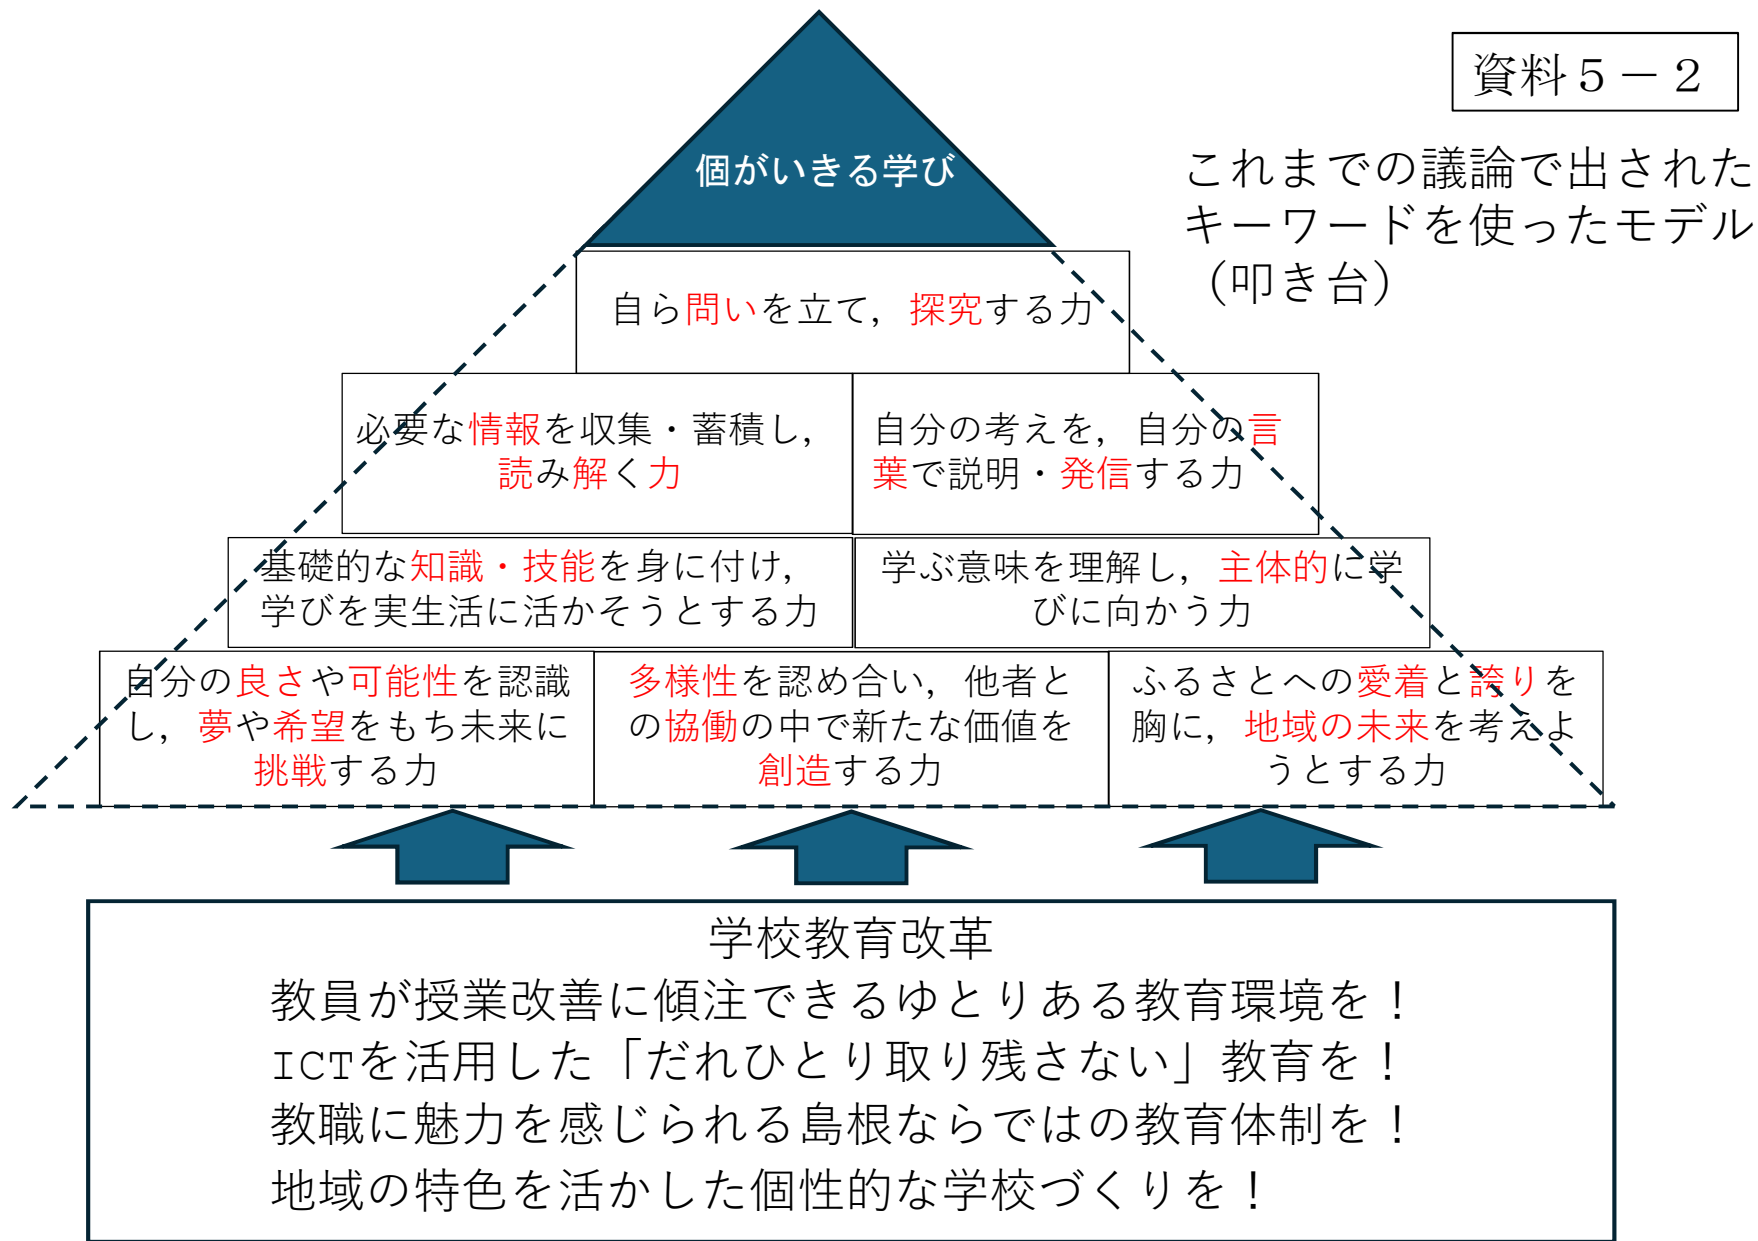 資料５－２
これまでの議論で出された
キーワードを使ったモデル
（叩き台）
個がいきる学び
自ら問いを立て，探究する力
必要な情報を収集・蓄積し，
読み解く力
自分の考えを，自分の言
葉で説明・発信する力
基礎的な知識・技能を身に付け，
学びを実生活に活かそうとする力
学ぶ意味を理解し，主体的に学
びに向かう力
自分の良さや可能性を認識
し，夢や希望をもち未来に
挑戦する力
多様性を認め合い，他者と
の協働の中で新たな価値を
創造する力
ふるさとへの愛着と誇りを
胸に，地域の未来を考えよ
うとする力
学校教育改革
教員が授業改善に傾注できるゆとりある教育環境を！
ICTを活用した「だれひとり取り残さない」教育を！
教職に魅力を感じられる島根ならではの教育体制を！
地域の特色を活かした個性的な学校づくりを！